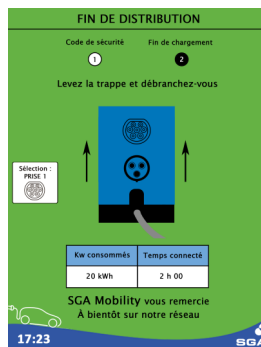 FIN DE DISTRIBUTION
Code de sécurité
Fin de chargement
1
2
Levez la trappe et débranchez-vous
Sélection :
PRISE 1
Kw consommés
Temps connecté
20 kWh
2 h 00
SGA Mobility vous remercie
À bientôt sur notre réseau
17:23
SGA